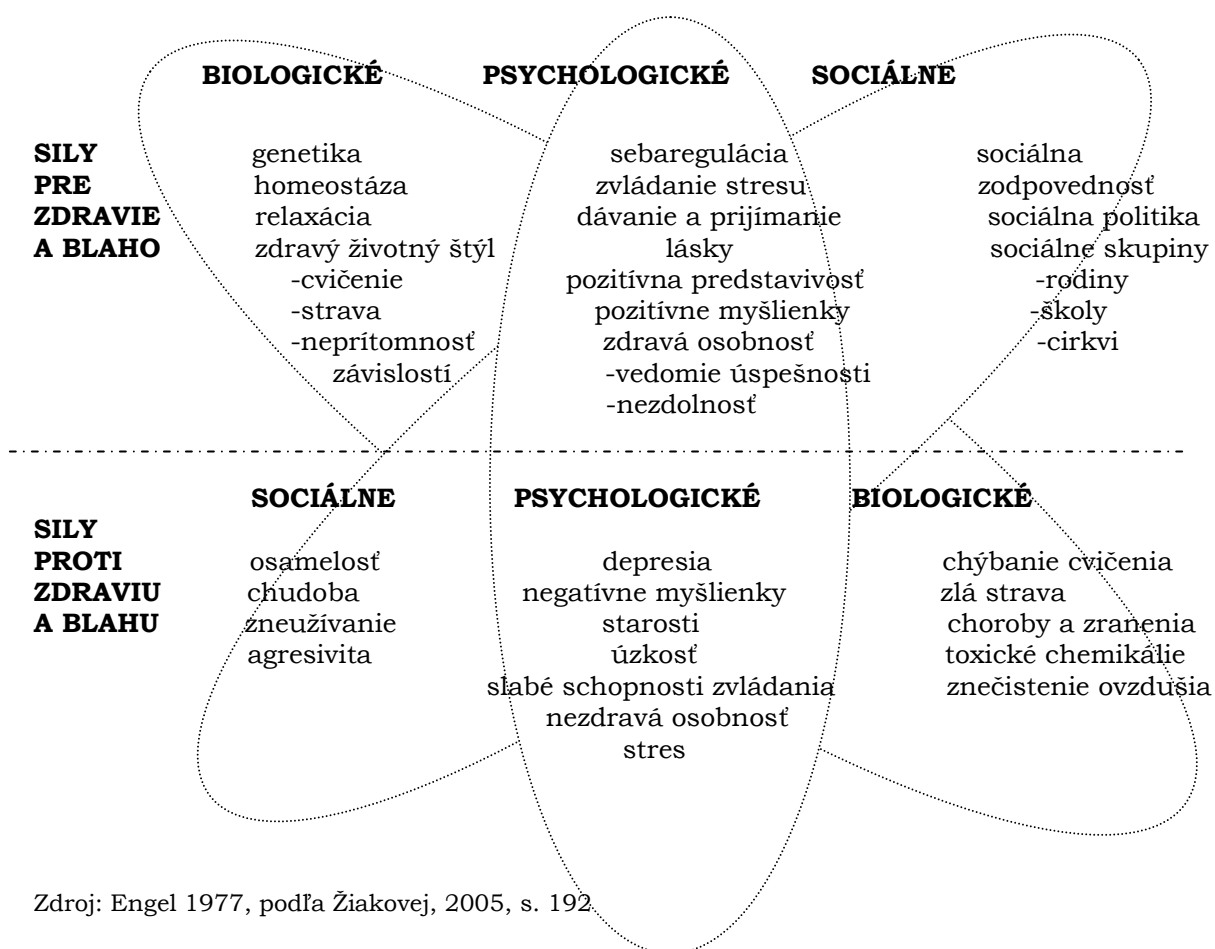 BIOLOGICKÉ PSYCHOLOGICKÉ SOCIÁLNE
SILY genetika sebaregulácia sociálna
PRE homeostáza zvládanie stresu zodpovednosť
ZDRAVIE relaxácia dávanie a prijímanie sociálna politika
A BLAHO zdravý životný štýl lásky sociálne skupiny
-cvičenie pozitívna predstavivosť -rodiny
-strava pozitívne myšlienky -školy
-neprítomnosť zdravá osobnosť -cirkvi
závislostí -vedomie úspešnosti
-nezdolnosť
SOCIÁLNE PSYCHOLOGICKÉ BIOLOGICKÉ
SILY
PROTI osamelosť depresia chýbanie cvičenia
ZDRAVIU chudoba negatívne myšlienky zlá strava
A BLAHU zneužívanie starosti choroby a zranenia
agresivita úzkosť toxické chemikálie
slabé schopnosti zvládania znečistenie ovzdušia
nezdravá osobnosť
stres
Zdroj: Engel 1977, podľa Žiakovej, 2005, s. 192